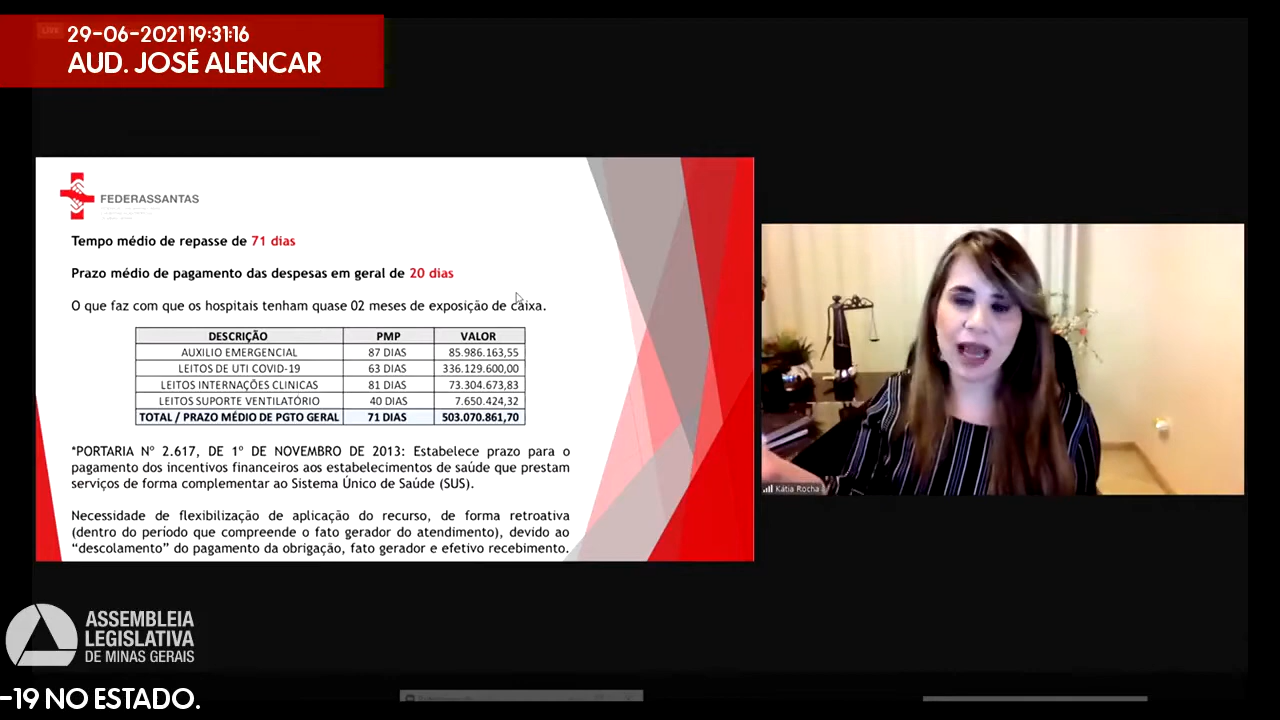 29-06-2021 19:31:16
AUD. JOSÉ ALENCAR
FEDERASSANTAS
Tempo médio de repasse de 71 dias
Prazo médio de pagamento das despesas em geral de 20 dias
O que faz com que os hospitais tenham quase 02 meses de exposição de caixa.
DESCRIÇÃO PMP VALOR
AUXILIO EMERGENCIAL 87 DIAS 85.986.163,55
LEITOS DE UTI COVID-19 63 DIAS 336.129.600,00
LEITOS INTERNAÇÕES CLINICAS 81 DIAS 73.304.673,83
LEITOS SUPORTE VENTILATÓRIO 40 DIAS 7.650.424,32
TOTAL / PRAZO MÉDIO DE PGTO GERAL 71 DIAS 503.070.861,70
*PORTARIA Nº 2.617, DE 1º DE NOVEMBRO DE 2013: Estabelece prazo para o
pagamento dos incentivos financeiros aos estabelecimentos de saúde que prestam
serviços de forma complementar ao Sistema Único de Saúde (SUS).
Necessidade de flexibilização de aplicação do recurso, de forma retroativa
(dentro do período que compreende o fato gerador do atendimento), devido ao
“descolamento” do pagamento da obrigação, fato gerador e efetivo recebimento.
Kátia Rocha
ASSEMBLEIA
LEGISLATIVA
DE MINAS GERAIS
-19 NO ESTADO.